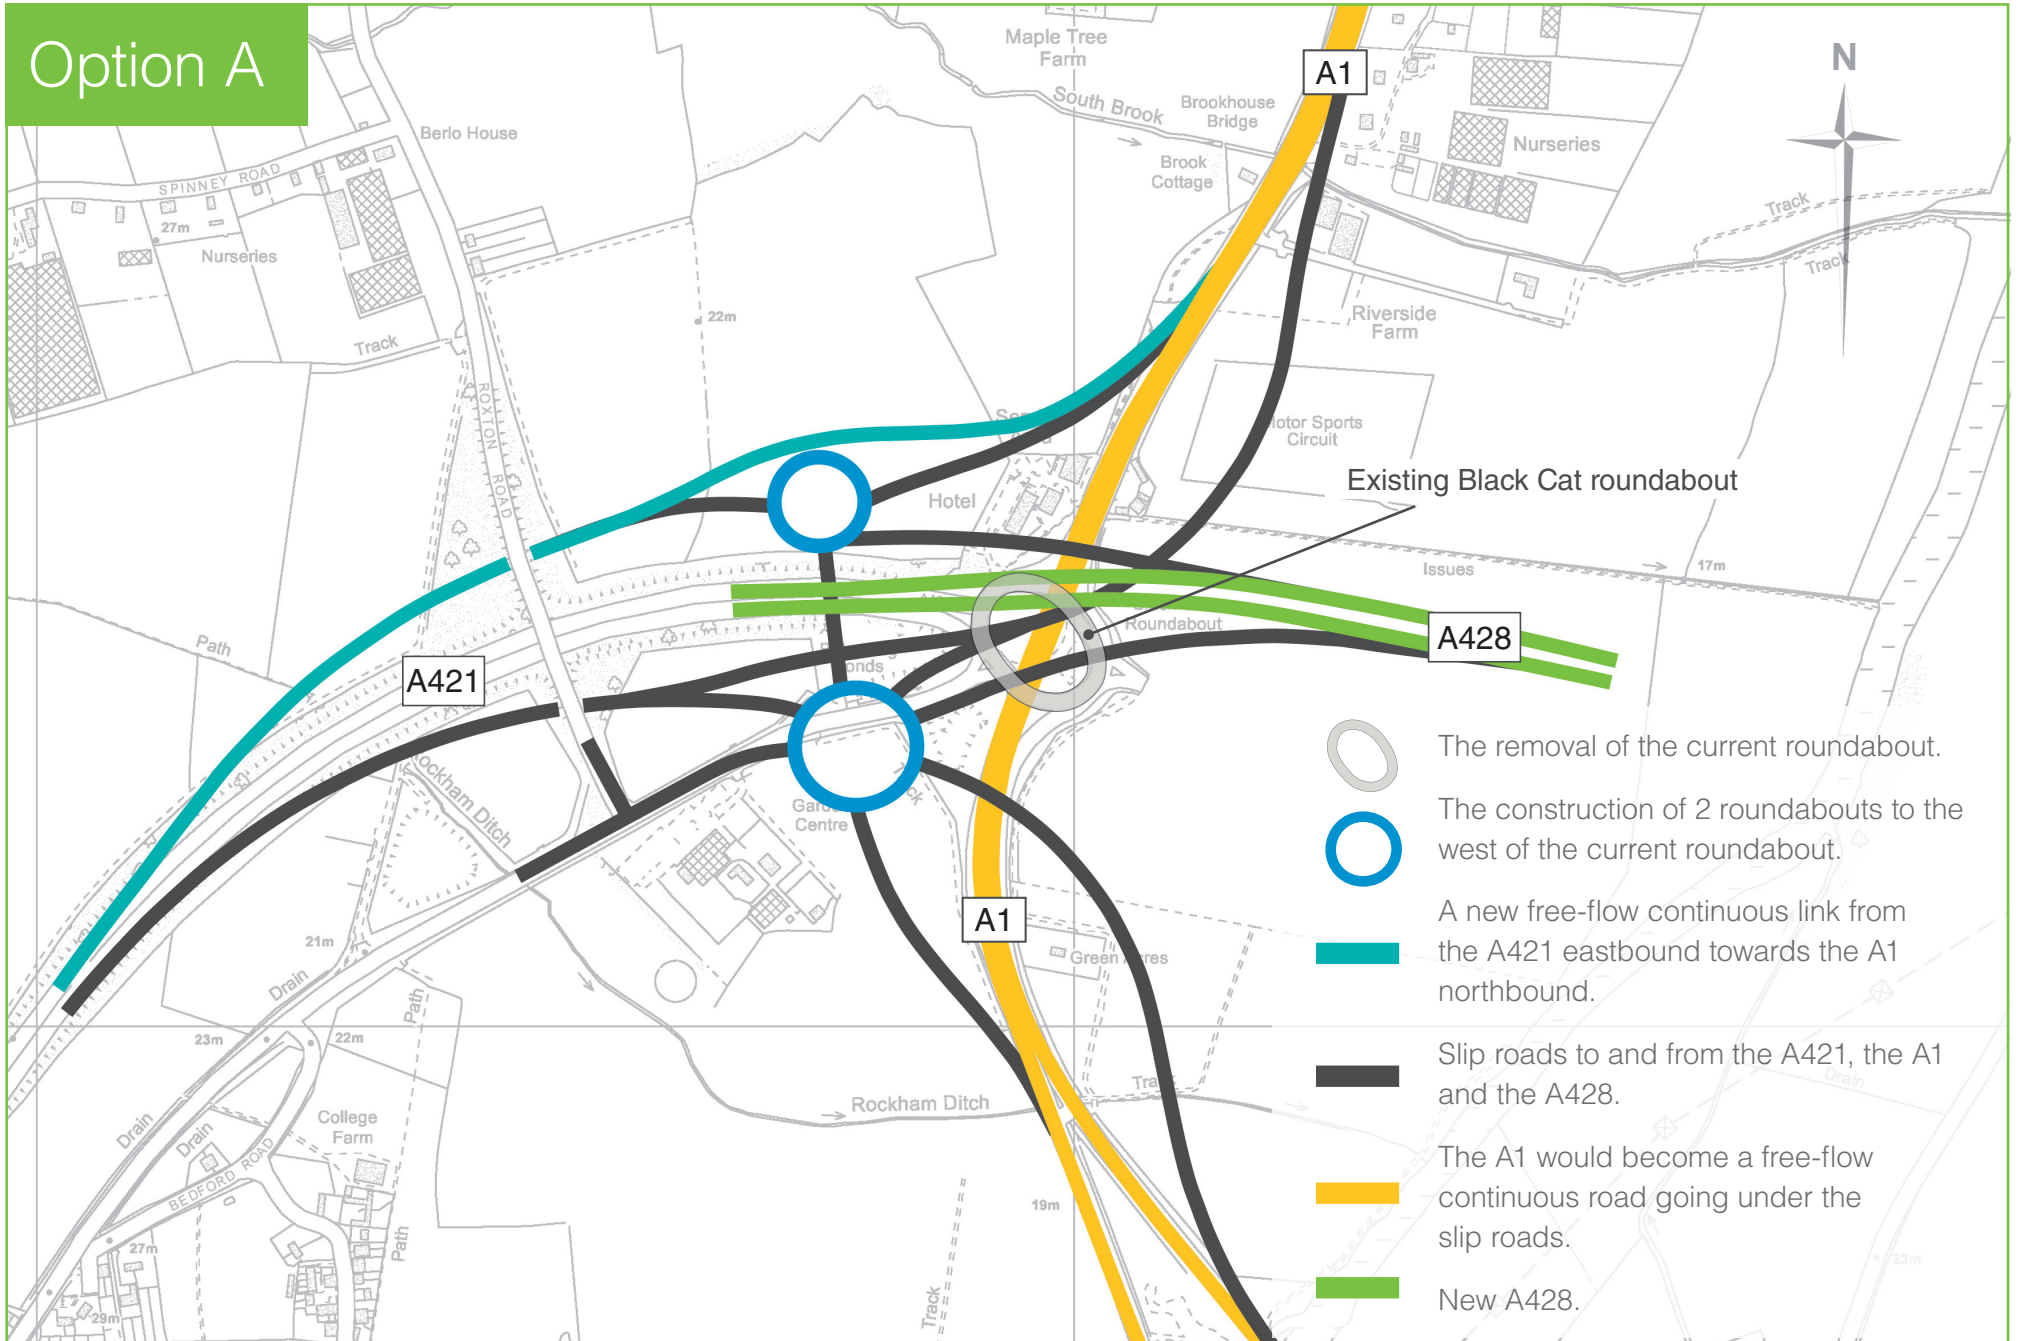 Option A
Maple Tree
Farm
A1
N
South Brook
Brookhouse
Bridge
Berlo House
Nurseries
Brook
Cottage
SPINNEY ROAD
27m
Nurseries
Track
Track
22m
Riverside
Farm
Track
ROXTON ROAD
Motor Sports
Circuit
Existing Black Cat roundabout
Hotel
Issues
17m
Roundabout
A428
Path
A421
Ponds
The removal of the current roundabout.
Rockham Ditch
Garden
Centre
The construction of 2 roundabouts to the
west of the current roundabout.
A1
A new free-flow continuous link from
the A421 eastbound towards the A1
northbound.
21m
Green Acres
Drain
Path
23m
22m
Slip roads to and from the A421, the A1
and the A428.
Drain
Track
Rockham Ditch
College
Farm
Drain
Drain
BEDFORD ROAD
The A1 would become a free-flow
continuous road going under the
slip roads.
19m
Path
27m
23m
Track
29m
New A428.